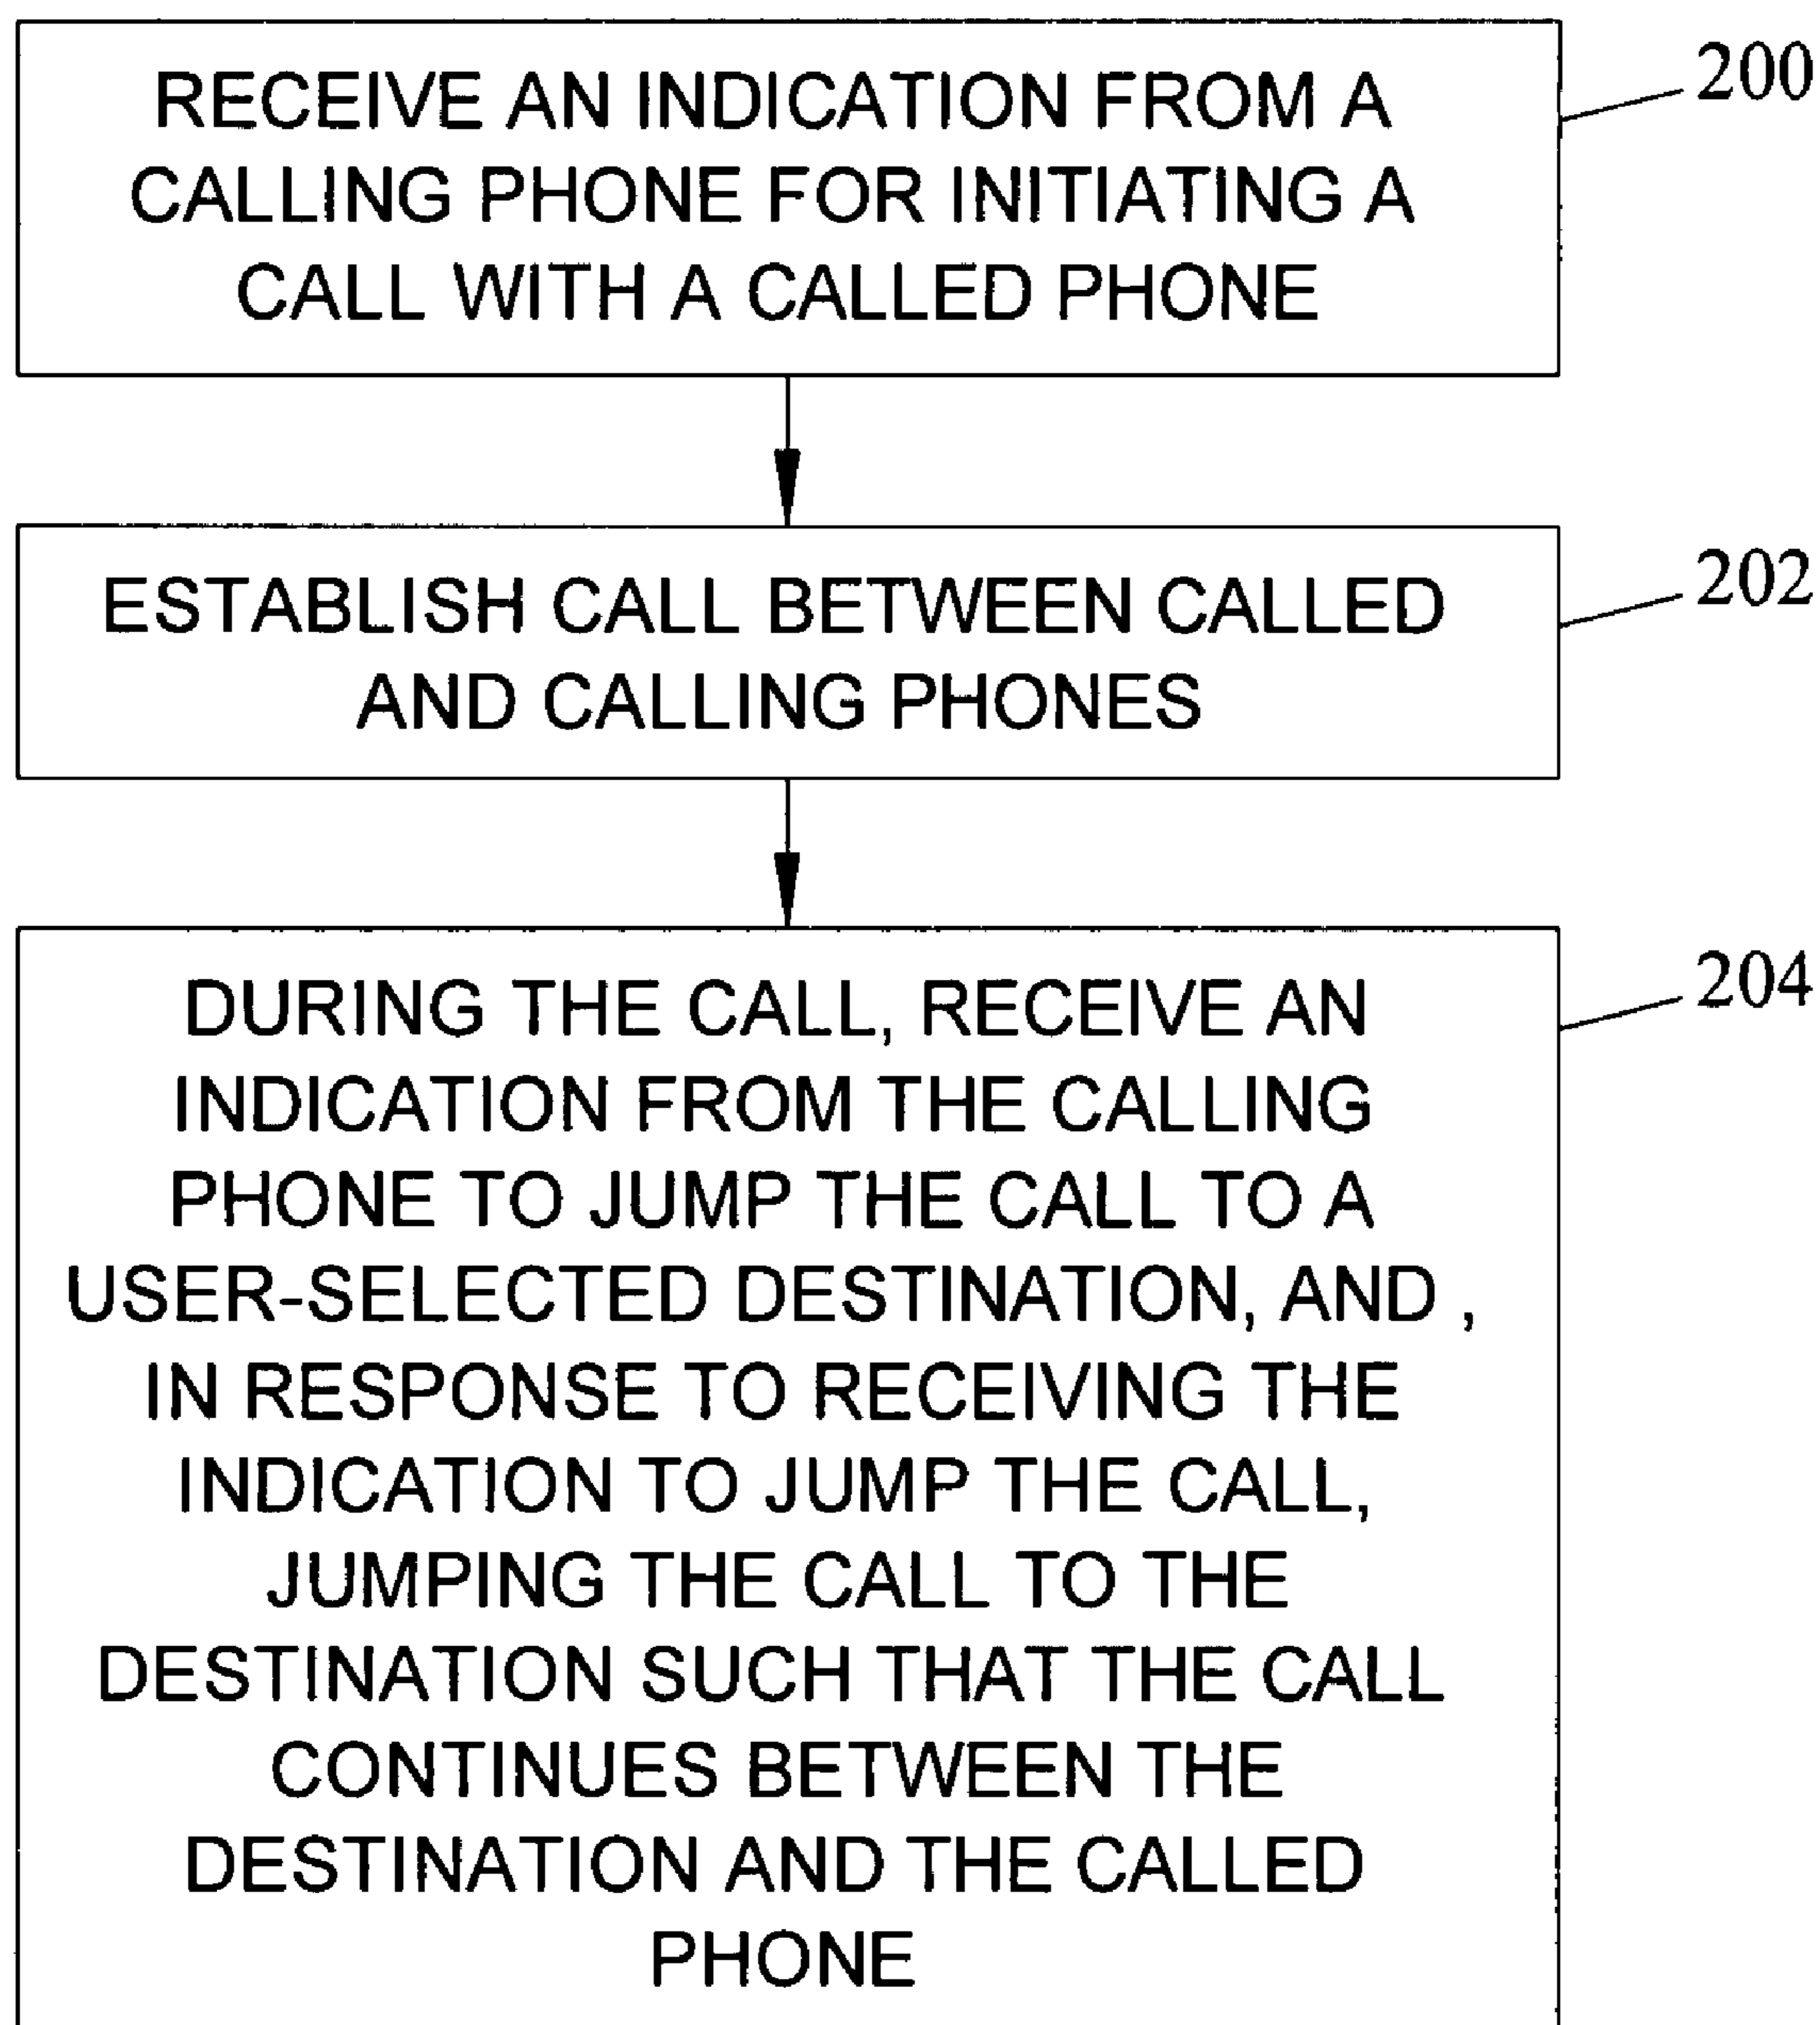 RECEIVE AN INDICATION FROM A
CALLING PHONE FOR INITIATING A
CALL WITH A CALLED PHONE
200
ESTABLISH CALL BETWEEN CALLED
AND CALLING PHONES
202
DURING THE CALL, RECEIVE AN
INDICATION FROM THE CALLING
PHONE TO JUMP THE CALL TO A
USER-SELECTED DESTINATION, AND ,
IN RESPONSE TO RECEIVING THE
INDICATION TO JUMP THE CALL,
JUMPING THE CALL TO THE
DESTINATION SUCH THAT THE CALL
CONTINUES BETWEEN THE
DESTINATION AND THE CALLED
PHONE
204